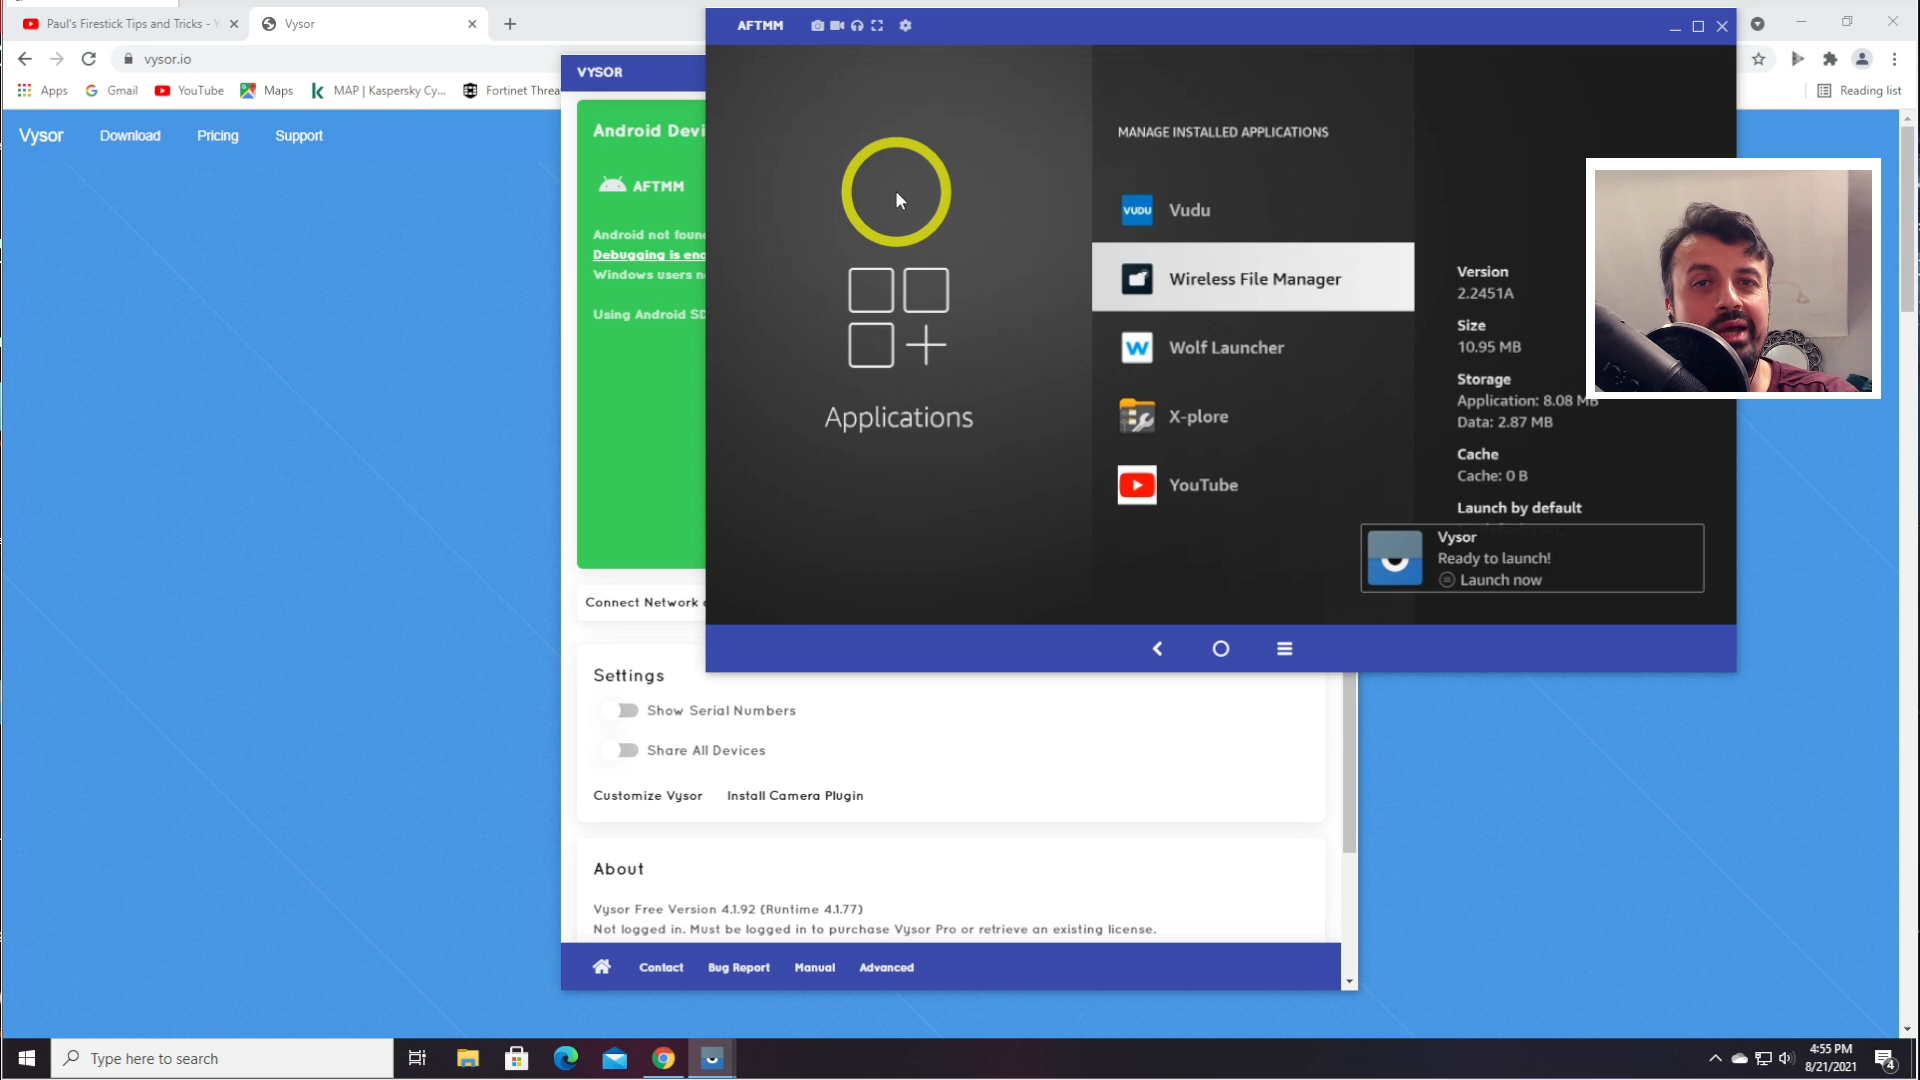 Paul's Firestick Tips and Tricks - Y
Vysor
vysor.io
Apps
Gmail
YouTube
Maps
MAP | Kaspersky Cy...
Fortinet Threa
Reading list
Vysor
Download
Pricing
Support
VYSOR
Android Devi
AFTMM
Android not foun
Debugging is ena
Windows users n
Using Android SD
Connect Network
Settings
Show Serial Numbers
Share All Devices
Customize Vysor
Install Camera Plugin
About
Vysor Free Version 4.1.92 (Runtime 4.1.77)
Not logged in. Must be logged in to purchase Vysor Pro or retrieve an existing license.
Contact
Bug Report
Manual
Advanced
AFTMM
Applications
MANAGE INSTALLED APPLICATIONS
VUDU
Vudu
Wireless File Manager
W
Wolf Launcher
X-plore
YouTube
Version
2.2451A
Size
10.95 MB
Storage
Application: 8.08 MB
Data: 2.87 MB
Cache
Cache: 0 B
Launch by default
Vysor
Ready to launch!
Launch now
Type here to search
4:55 PM
8/21/2021
4